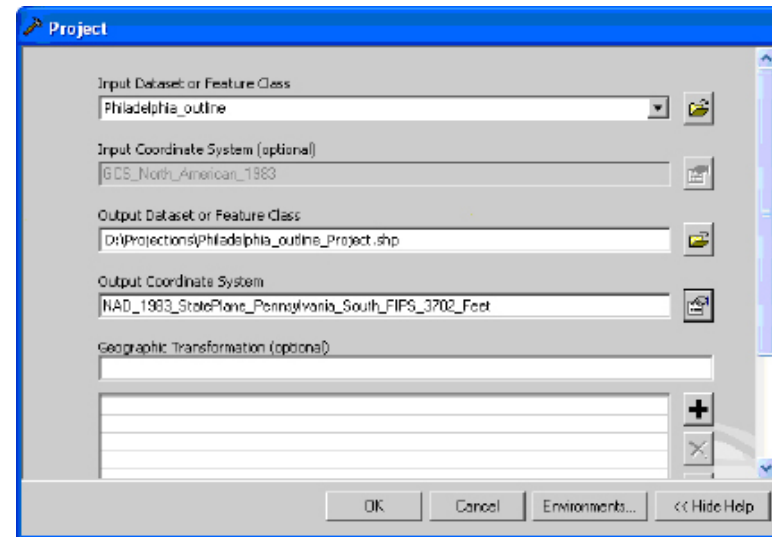 Project
Input Dataset or Feature Class
Philadelphia_outline
Input Coordinate System (optional)
GCS_North_American_1983
Output Dataset or Feature Class
D:\Projections\Philadelphia_outline_Project.shp
Output Coordinate System
NAD_1983_StatePlane_Pennsylvania_South_FIPS_3702_Feet
Geographic Transformation (optional)
OK Cancel Environments... << Hide Help